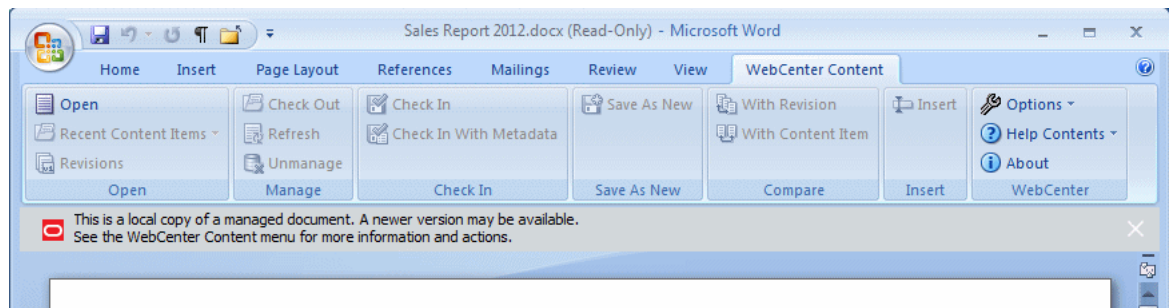 Sales Report 2012.docx (Read-Only) - Microsoft Word
Home Insert Page Layout References Mailings Review View WebCenter Content
Open Check Out Check In Save As New With Revision Insert Options
Recent Content Items Refresh Check In With Metadata With Content Item Help Contents
Revisions Unmanage About
Open Manage Check In Save As New Compare Insert WebCenter
This is a local copy of a managed document. A newer version may be available.
See the WebCenter Content menu for more information and actions.